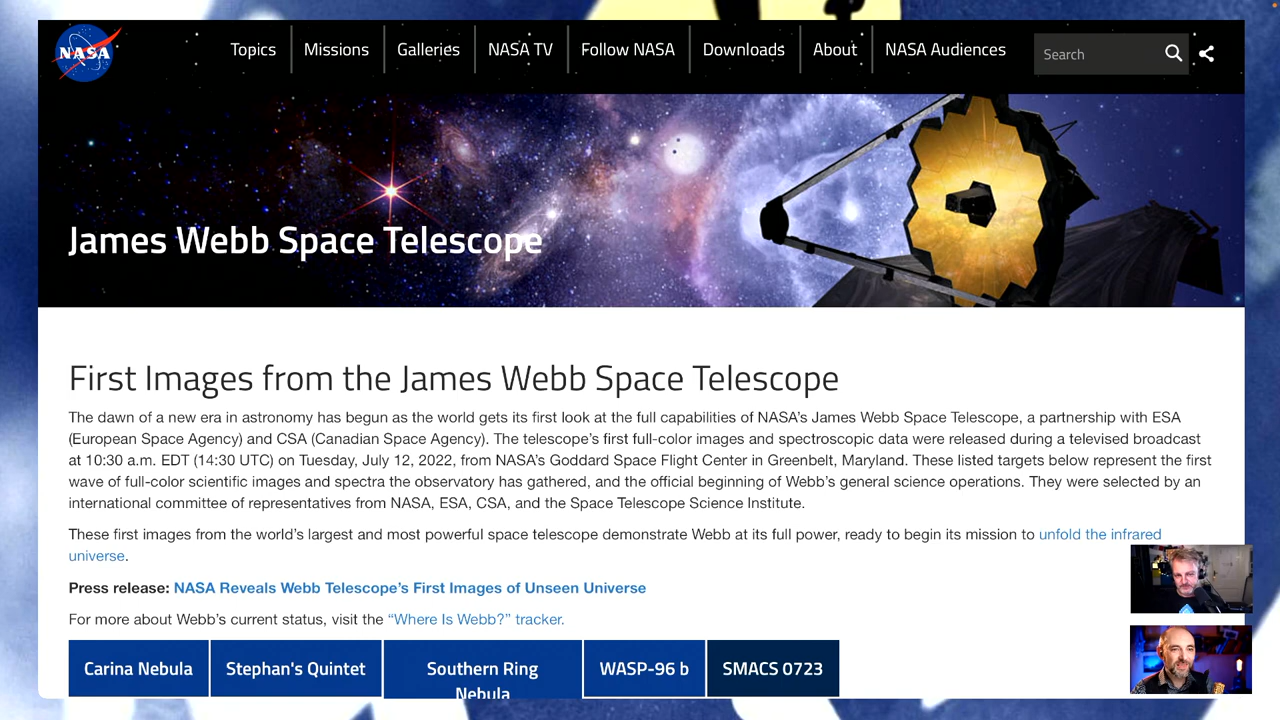 NASA
Topics
Missions
Galleries
NASA TV
Follow NASA
Downloads
About
NASA Audiences
Search
James Webb Space Telescope
First Images from the James Webb Space Telescope
The dawn of a new era in astronomy has begun as the world gets its first look at the full capabilities of NASA’s James Webb Space Telescope, a partnership with ESA
(European Space Agency) and CSA (Canadian Space Agency). The telescope’s first full-color images and spectroscopic data were released during a televised broadcast
at 10:30 a.m. EDT (14:30 UTC) on Tuesday, July 12, 2022, from NASA’s Goddard Space Flight Center in Greenbelt, Maryland. These listed targets below represent the first
wave of full-color scientific images and spectra the observatory has gathered, and the official beginning of Webb’s general science operations. They were selected by an
international committee of representatives from NASA, ESA, CSA, and the Space Telescope Science Institute.
These first images from the world’s largest and most powerful space telescope demonstrate Webb at its full power, ready to begin its mission to unfold the infrared
universe.
Press release: NASA Reveals Webb Telescope’s First Images of Unseen Universe
For more about Webb’s current status, visit the “Where Is Webb?” tracker.
Carina Nebula
Stephan's Quintet
Southern Ring
Nebula
WASP-96 b
SMACS 0723